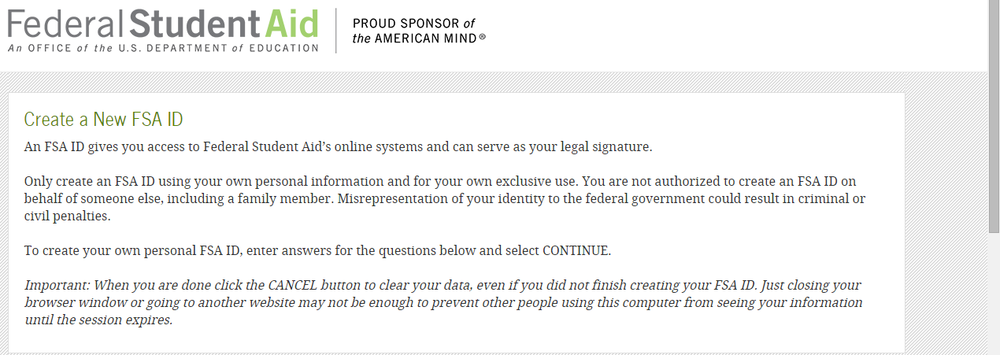 Federal Student Aid
An OFFICE of the U.S. DEPARTMENT of EDUCATION
PROUD SPONSOR of
the AMERICAN MIND®
Create a New FSA ID
An FSA ID gives you access to Federal Student Aid’s online systems and can serve as your legal signature.
Only create an FSA ID using your own personal information and for your own exclusive use. You are not authorized to create an FSA ID on
behalf of someone else, including a family member. Misrepresentation of your identity to the federal government could result in criminal or
civil penalties.
To create your own personal FSA ID, enter answers for the questions below and select CONTINUE.
Important: When you are done click the CANCEL button to clear your data, even if you did not finish creating your FSA ID. Just closing your
browser window or going to another website may not be enough to prevent other people using this computer from seeing your information
until the session expires.